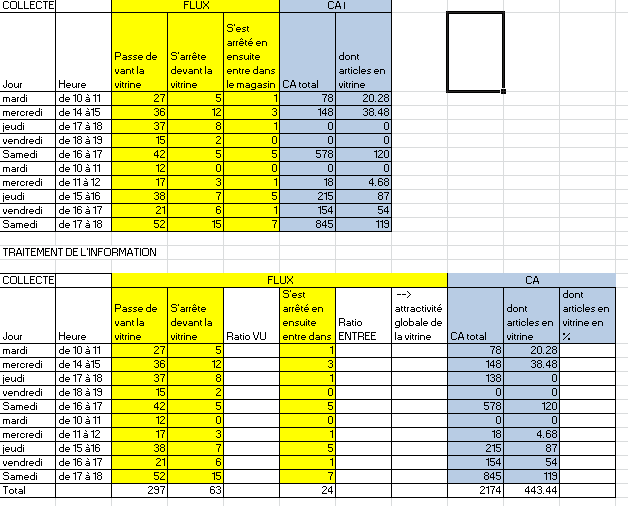 COLLECTE FLUX CA i
Jour Heure Passe de vant la vitrine S'arrête devant la vitrine S'est arrêté en ensuite entre dans le magasin CA total dont articles en vitrine
mardi de 10 à 11 27 5 1 78 20.28
mercredi de 14 à15 36 12 3 148 38.48
jeudi de 17 à 18 37 8 1 0 0
vendredi de 18 à 19 15 2 0 0 0
Samedi de 16 à 17 42 5 5 578 120
mardi de 10 à 11 12 0 0 0 0
mercredi de 11 à 12 17 3 1 18 4.68
jeudi de 15 à16 38 7 5 215 87
vendredi de 16 à 17 21 6 1 154 54
Samedi de 17 à 18 52 15 7 845 119
TRAITEMENT DE L'INFORMATION
COLLECTE FLUX CA
Jour Heure Passe de vant la vitrine S'arrête devant la vitrine Ratio VU S'est arrêté en ensuite entre dans Ratio ENTREE --> attractivité globale de la vitrine CA total dont articles en vitrine dont articles en vitrine en %
mardi de 10 à 11 27 5 1 78 20.28
mercredi de 14 à15 36 12 3 148 38.48
jeudi de 17 à 18 37 8 1 138 0
vendredi de 18 à 19 15 2 0 0 0
Samedi de 16 à 17 42 5 5 578 120
mardi de 10 à 11 12 0 0 0 0
mercredi de 11 à 12 17 3 1 18 4.68
jeudi de 15 à16 38 7 5 215 87
vendredi de 16 à 17 21 6 1 154 54
Samedi de 17 à 18 52 15 7 845 119
Total 297 63 24 2174 443.44